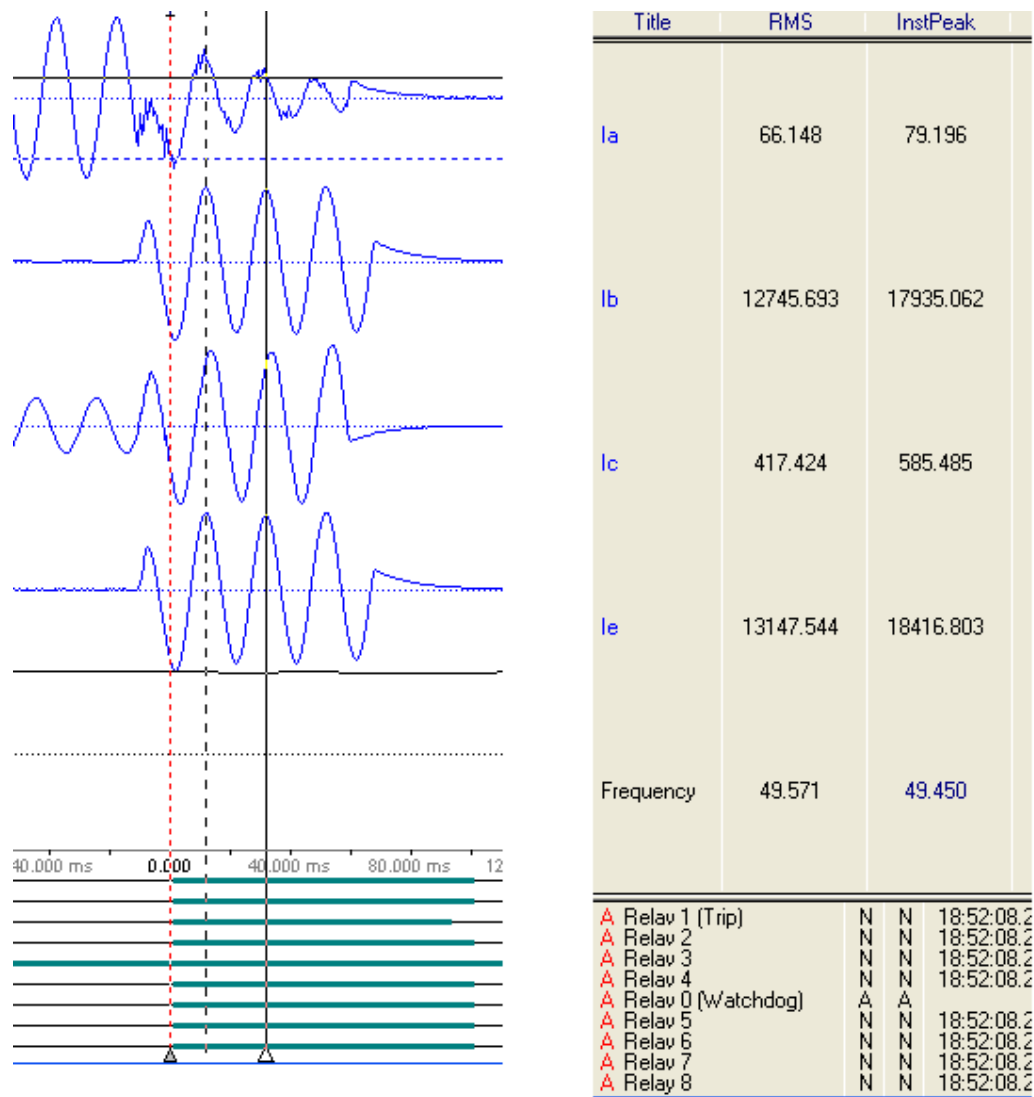 Title RMS InstPeak
Ia 66.148 79.196
Ib 12745.693 17935.062
Ic 417.424 585.485
Ie 13147.544 18416.803
Frequency 49.571 49.450
40.000 ms 0.000 40.000 ms 80.000 ms 12
A Relay 1 (Trip) N N 18:52:08.2
A Relay 2 N N 18:52:08.2
A Relay 3 N N 18:52:08.2
A Relay 4 N N 18:52:08.2
A Relay 0 (Watchdog) A A
A Relay 5 N N 18:52:08.2
A Relay 6 N N 18:52:08.2
A Relay 7 N N 18:52:08.2
A Relay 8 N N 18:52:08.2